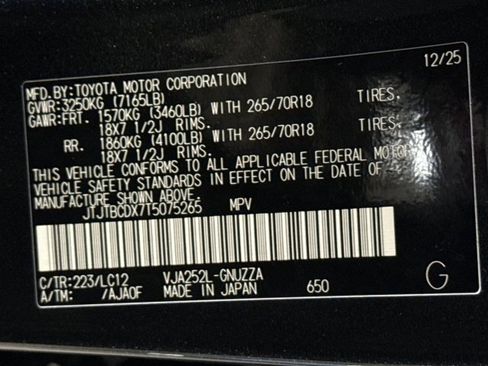 12/25
MFD.BY:TOYOTA MOTOR CORPORATION
GVWR:3250KG (7165LB)
GAWR:FRT. 1570KG (3460LB) WITH 265/70R18 TIRES.
18X7 1/2J RIMS.
RR. 1860KG (4100LB) WITH 265/70R18 TIRES.
18X7 1/2J RIMS.
THIS VEHICLE CONFORMS TO ALL APPLICABLE FEDERAL MOTOR
VEHICLE SAFETY STANDARDS IN EFFECT ON THE DATE OF
MANUFACTURE SHOWN ABOVE.
JTJTBCDX7T5075265 MPV
C/TR:223/LC12 VJA252L-GNUZZA
A/TM: /AJA0F MADE IN JAPAN 650 G